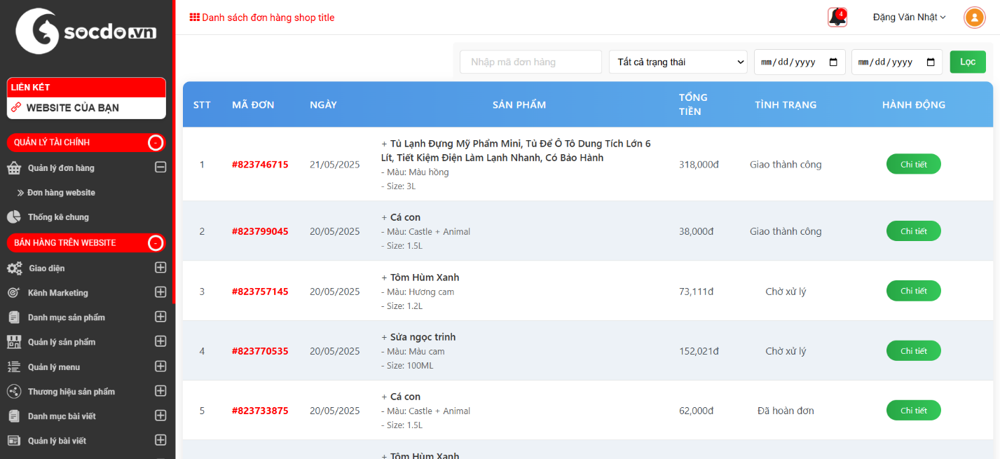 socdo.vn
LIÊN KẾT
WEBSITE CỦA BẠN
QUẢN LÝ TÀI CHÍNH
Quản lý đơn hàng
Đơn hàng website
Thống kê chung
BÁN HÀNG TRÊN WEBSITE
Giao diện
Kênh Marketing
Danh mục sản phẩm
Quản lý sản phẩm
Quản lý menu
Thương hiệu sản phẩm
Danh mục bài viết
Quản lý bài viết
Danh sách đơn hàng shop title
4
Đặng Văn Nhật
Nhập mã đơn hàng
Tất cả trạng thái
mm/dd/yyyy
mm/dd/yyyy
Lọc
STT MÃ ĐƠN NGÀY SẢN PHẨM TỔNG TIỀN TÌNH TRẠNG HÀNH ĐỘNG
+ Tủ Lạnh Đựng Mỹ Phẩm Mini, Tủ Để Ô Tô Dung Tích Lớn 6
Lít, Tiết Kiệm Điện Làm Lạnh Nhanh, Có Bảo Hành
1 #823746715 21/05/2025 318,000đ Giao thành công Chi tiết
- Màu: Màu hồng
- Size: 3L
+ Cá con
2 #823799045 20/05/2025 - Màu: Castle + Animal 38,000đ Giao thành công Chi tiết
- Size: 1.5L
+ Tôm Hùm Xanh
3 #823757145 20/05/2025 - Màu: Hương cam 73,111đ Chờ xử lý Chi tiết
- Size: 1.2L
+ Sửa ngọc trinh
4 #823770535 20/05/2025 - Màu: Màu cam 152,021đ Chờ xử lý Chi tiết
- Size: 100ML
+ Cá con
5 #823733875 20/05/2025 - Màu: Castle + Animal 62,000đ Đã hoàn đơn Chi tiết
- Size: 1.5L
+ Tôm Hùm Xanh